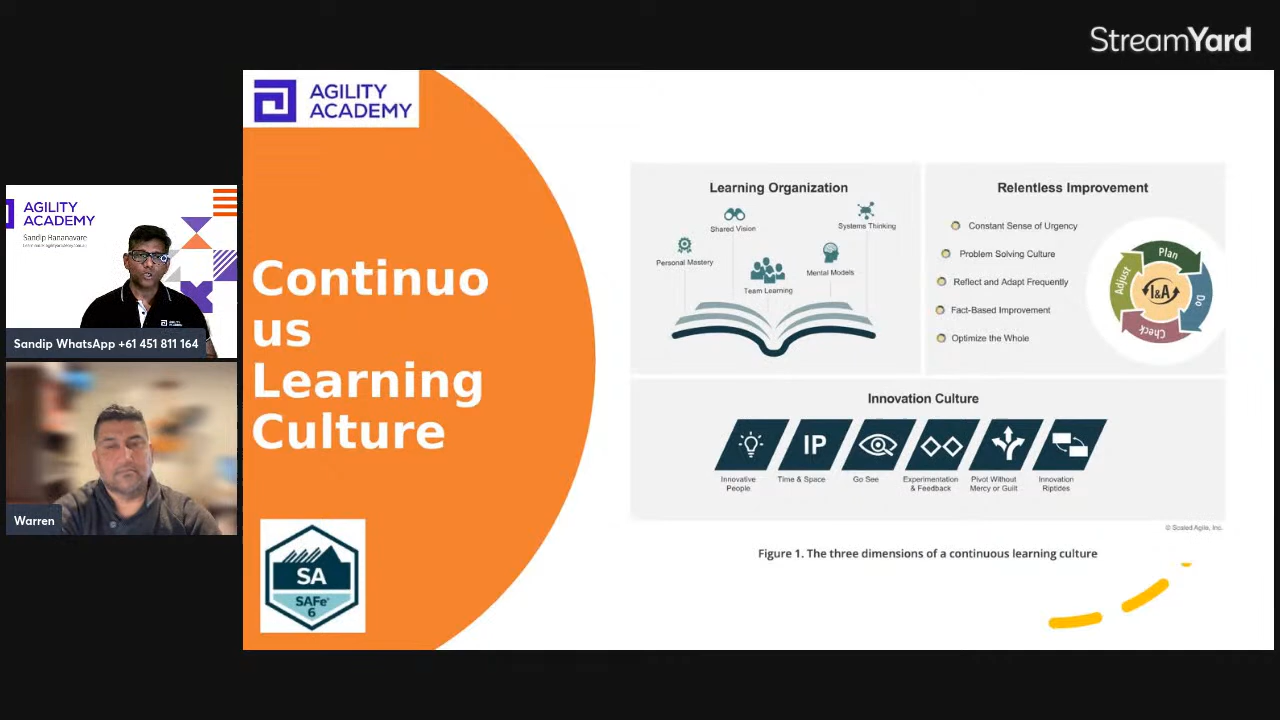 StreamYard
AGILITY
ACADEMY
AGILITY
ACADEMY
Sandip Bananavare
Sandip WhatsApp +61 451 811 164
Warren
Continuo
us
Learning
Culture
SA
SAFe®
6
Learning Organization
Shared Vision
Systems Thinking
Personal Mastery
Mental Models
Team Learning
Relentless Improvement
Constant Sense of Urgency
Problem Solving Culture
Reflect and Adapt Frequently
Fact-Based Improvement
Optimize the Whole
Plan
Do
Check
Adjust
I&A
Innovation Culture
IP
Innovative
People
Time & Space
Go See
Experimentation
& Feedback
Pivot Without
Mercy or Guilt
Innovation
Riptides
© Scaled Agile, Inc.
Figure 1. The three dimensions of a continuous learning culture